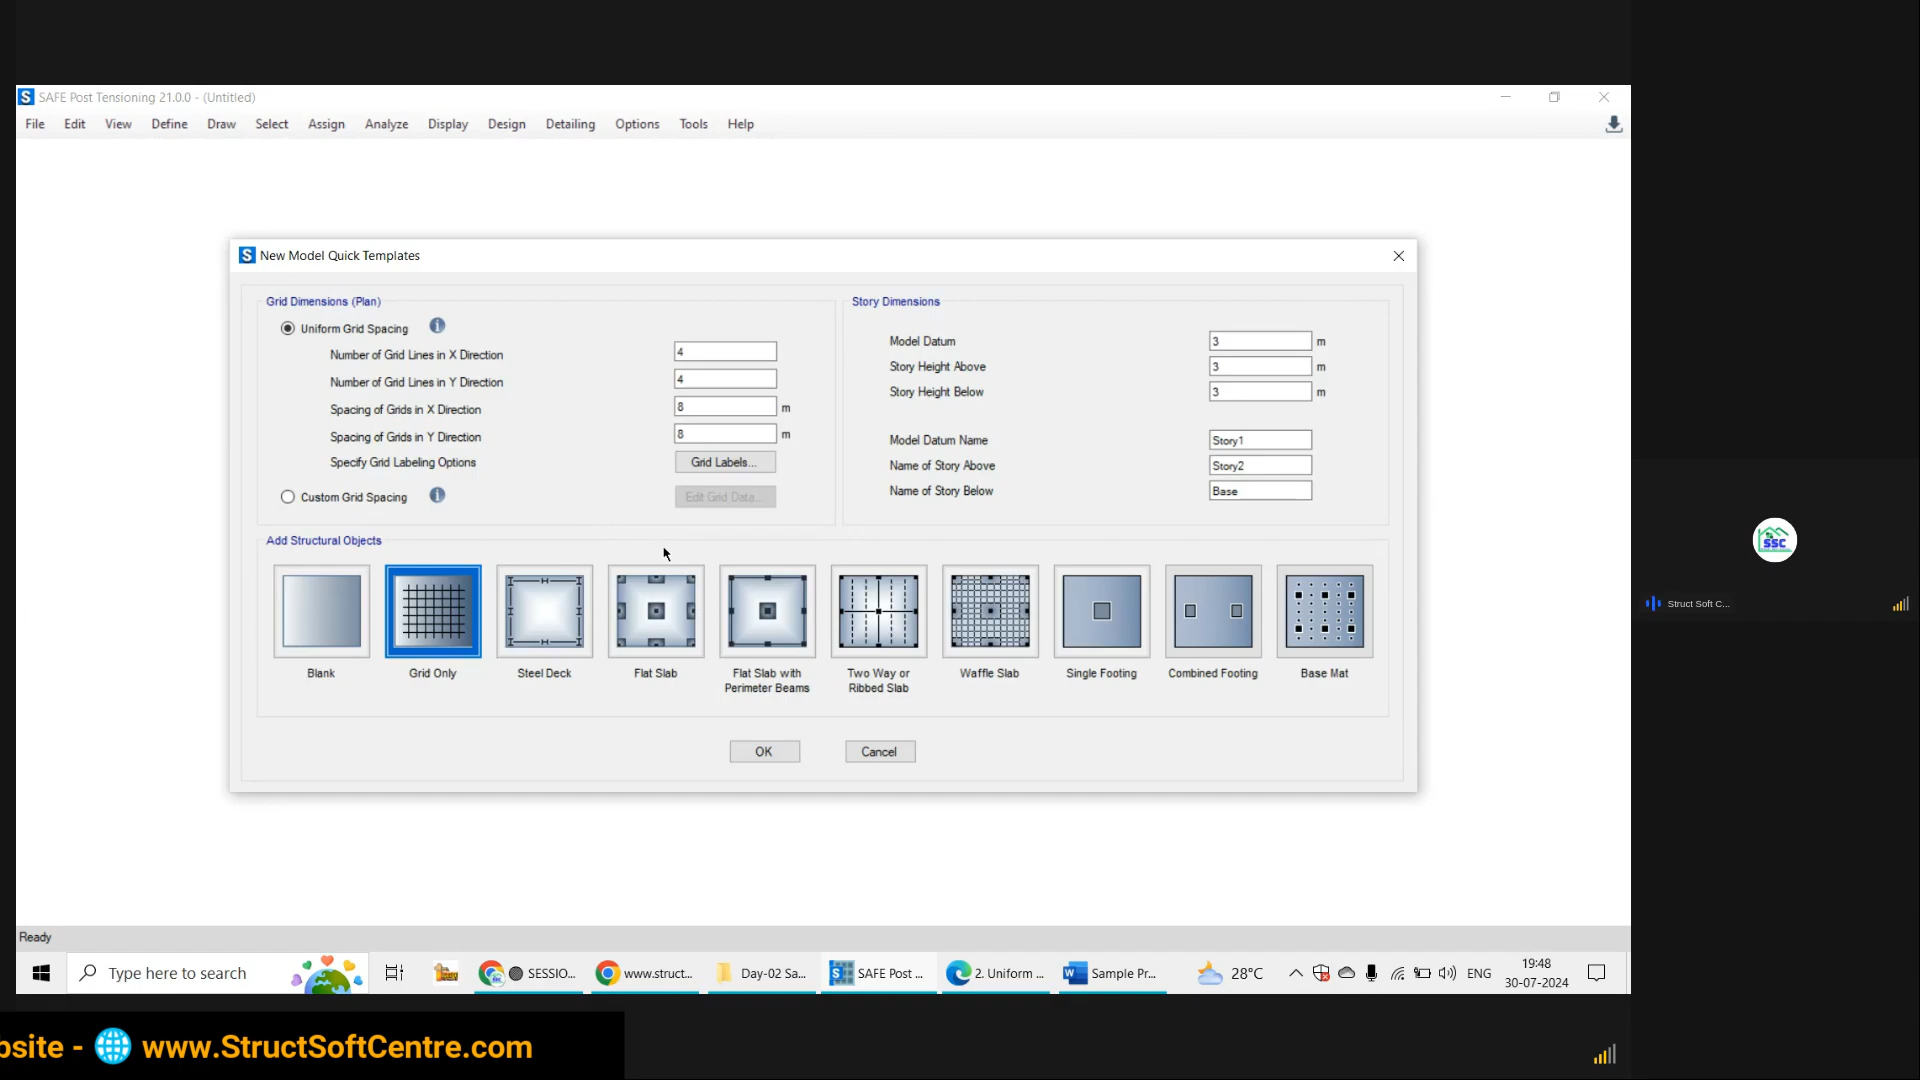 SAFE Post Tensioning 21.0.0 - (Untitled)
File Edit View Define Draw Select Assign Analyze Display Design Detailing Options Tools Help
New Model Quick Templates
Grid Dimensions (Plan)
Uniform Grid Spacing
Number of Grid Lines in X Direction 4
Number of Grid Lines in Y Direction 4
Spacing of Grids in X Direction 8 m
Spacing of Grids in Y Direction 8 m
Specify Grid Labeling Options Grid Labels...
Custom Grid Spacing Edit Grid Data...
Story Dimensions
Model Datum 3 m
Story Height Above 3 m
Story Height Below 3 m
Model Datum Name Story1
Name of Story Above Story2
Name of Story Below Base
Add Structural Objects
Blank
Grid Only
Steel Deck
Flat Slab
Flat Slab with
Perimeter Beams
Two Way or
Ribbed Slab
Waffle Slab
Single Footing
Combined Footing
Base Mat
OK Cancel
SSC
Struct Soft C...
Ready
Type here to search
SESSIO...
www.struct...
Day-02 Sa...
SAFE Post ...
2. Uniform ...
Sample Pr...
28°C
ENG
19:48
30-07-2024
bsite - www.StructSoftCentre.com